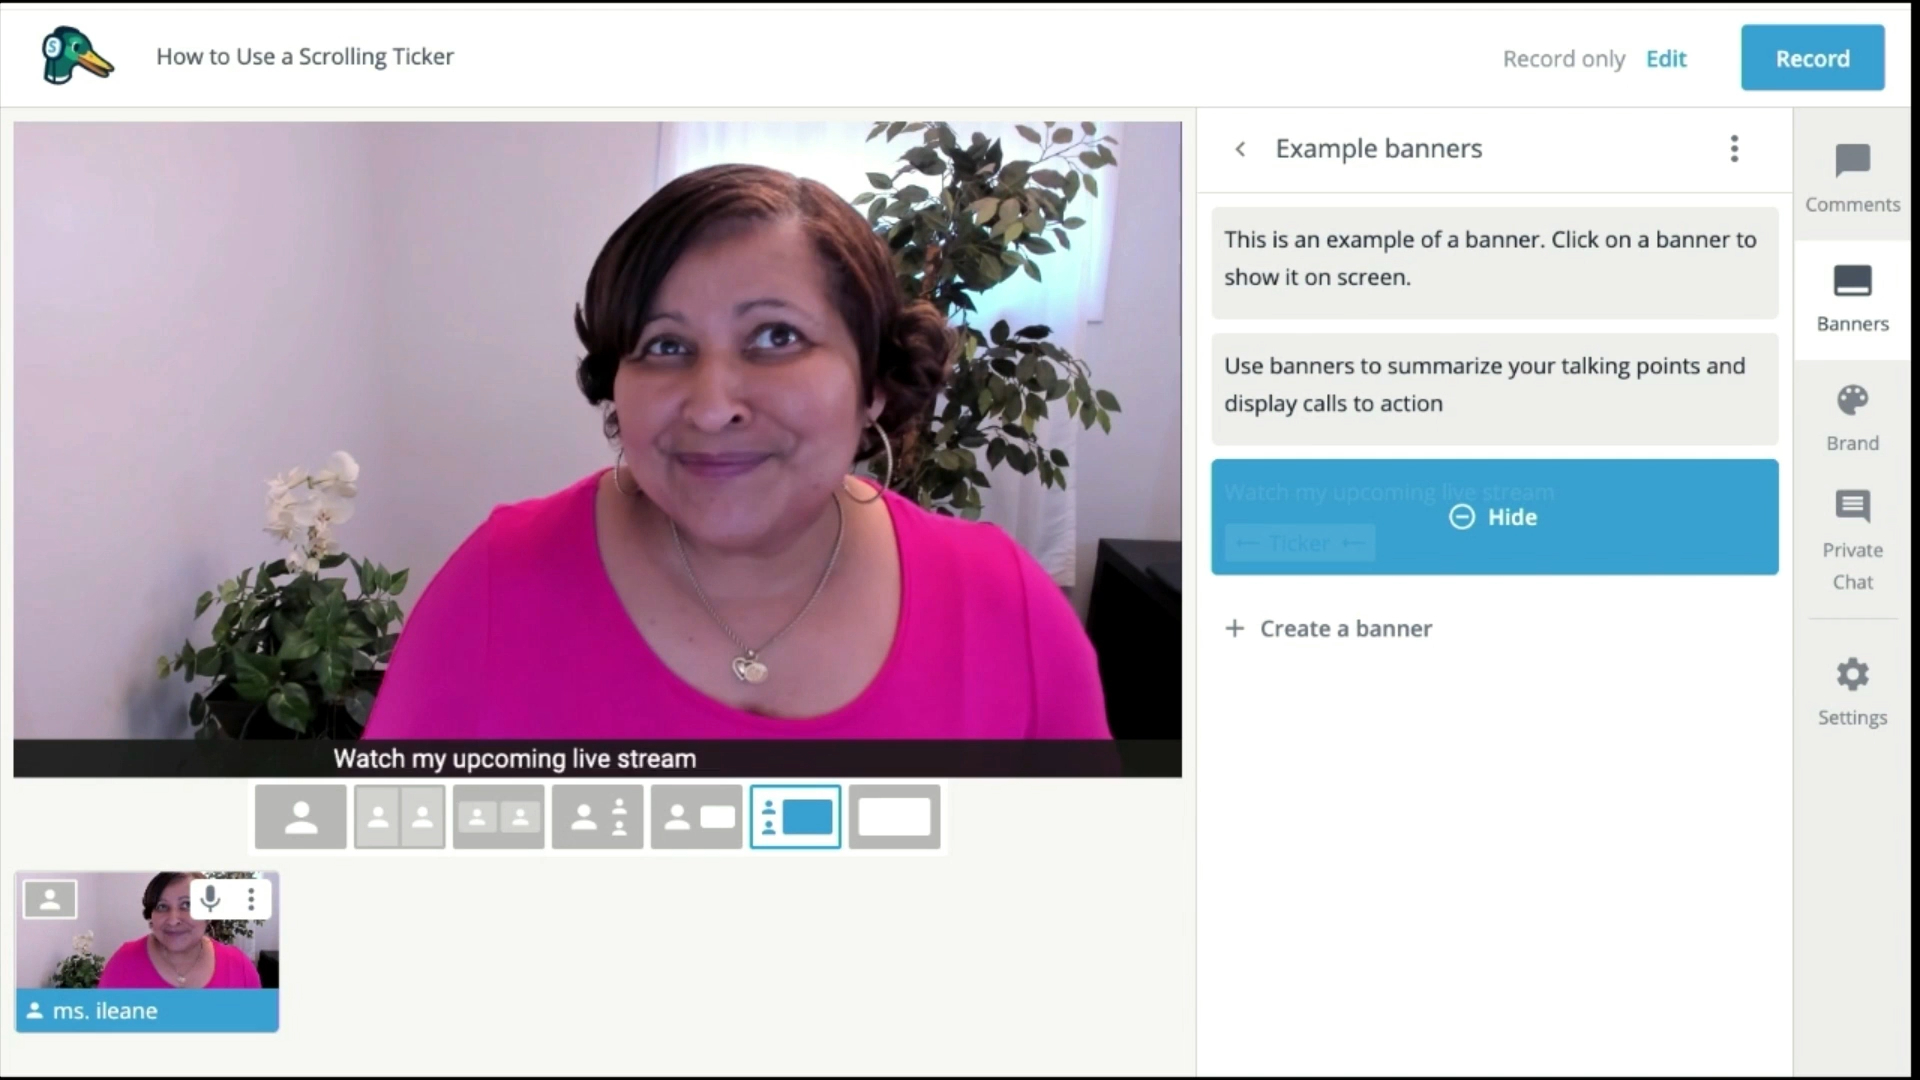 How to Use a Scrolling Ticker
Record only Edit Record
S
Example banners
This is an example of a banner. Click on a banner to
show it on screen.
Use banners to summarize your talking points and
display calls to action
Watch my upcoming live stream
Hide
Ticker
+ Create a banner
Comments
Banners
Brand
Private
Chat
Settings
Watch my upcoming live stream
ms. ileane